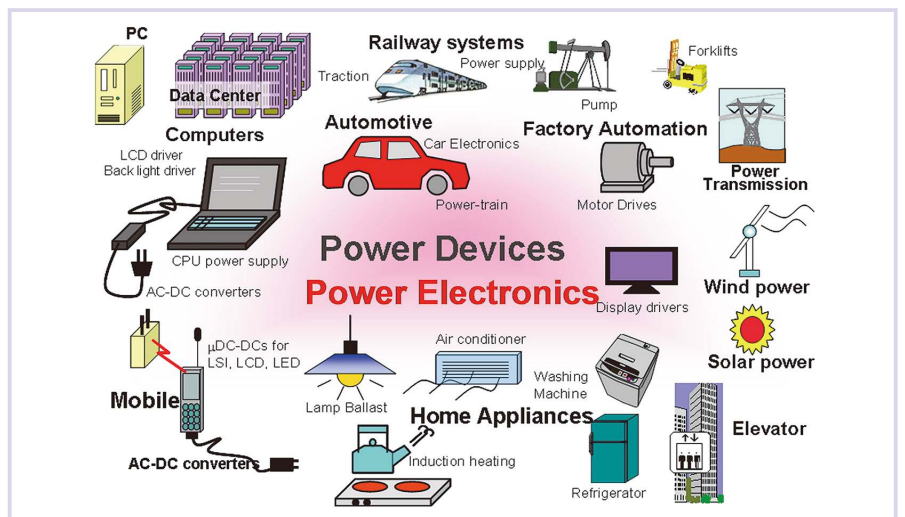 PC
Data Center
Computers
Railway systems
Traction
Power supply
Pump
Forklifts
Automotive
Car Electronics
Power-train
Factory Automation
Motor Drives
Power
Transmission
LCD driver
Back light driver
CPU power supply
AC-DC converters
Power Devices
Power Electronics
Display drivers
Wind power
Solar power
μDC-DCs for
LSI, LCD, LED
Mobile
AC-DC converters
Lamp Ballast
Air conditioner
Washing
Machine
Home Appliances
Induction heating
Refrigerator
Elevator